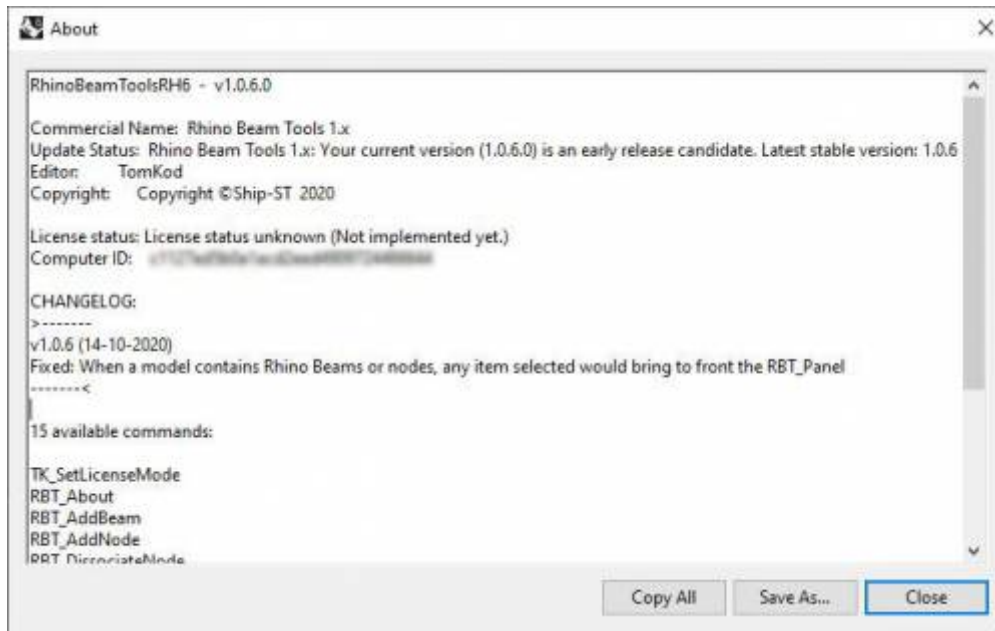 About
RhinoBeamToolsRH6 - v1.0.6.0
Commercial Name: Rhino Beam Tools 1.x
Update Status: Rhino Beam Tools 1.x: Your current version (1.0.6.0) is an early release candidate. Latest stable version: 1.0.6
Editor: TomKod
Copyright: Copyright ©Ship-ST 2020
License status: License status unknown (Not implemented yet.)
Computer ID:
CHANGELOG:
>-------
v1.0.6 (14-10-2020)
Fixed: When a model contains Rhino Beams or nodes, any item selected would bring to front the RBT_Panel
-------<
15 available commands:
TK_SetLicenseMode
RBT_About
RBT_AddBeam
RBT_AddNode
RBT_DissociateNode
Copy All Save As... Close